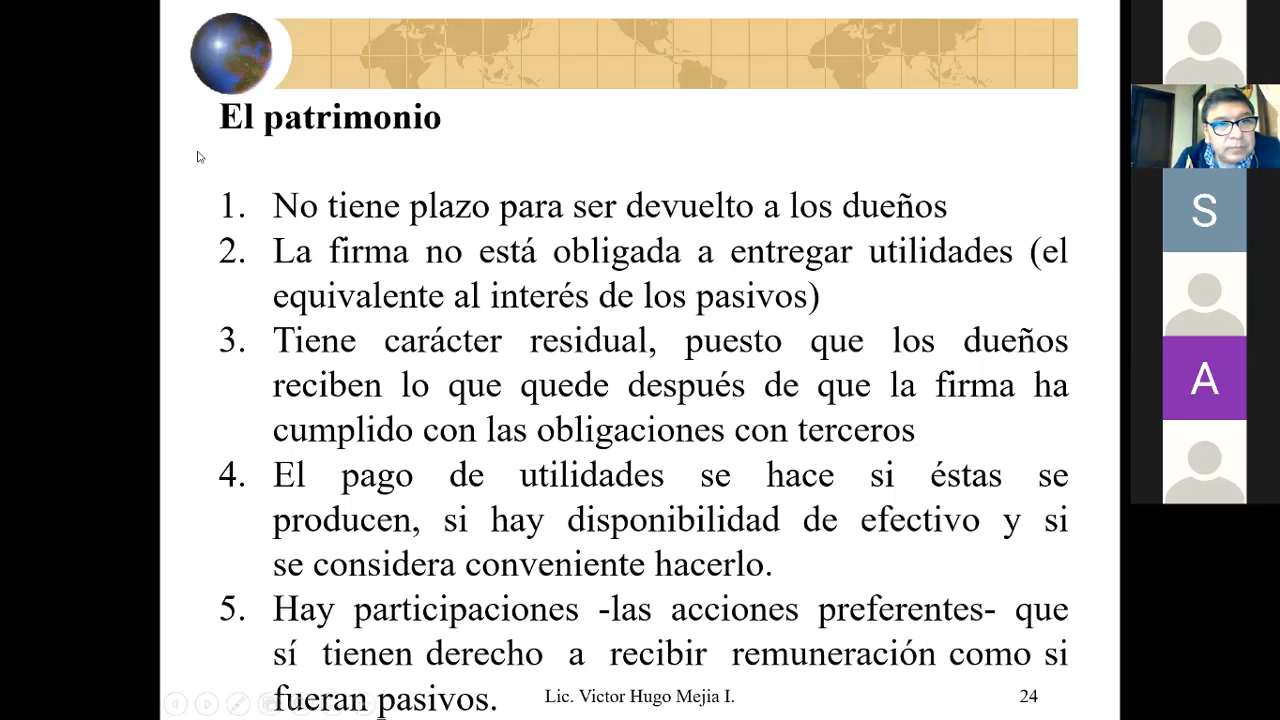 El patrimonio
1. No tiene plazo para ser devuelto a los dueños
2. La firma no está obligada a entregar utilidades (el
equivalente al interés de los pasivos)
3. Tiene carácter residual, puesto que los dueños
reciben lo que quede después de que la firma ha
cumplido con las obligaciones con terceros
4. El pago de utilidades se hace si éstas se
producen, si hay disponibilidad de efectivo y si
se considera conveniente hacerlo.
5. Hay participaciones -las acciones preferentes- que
sí tienen derecho a recibir remuneración como si
fueran pasivos.
Lic. Victor Hugo Mejia I.
24
S
A